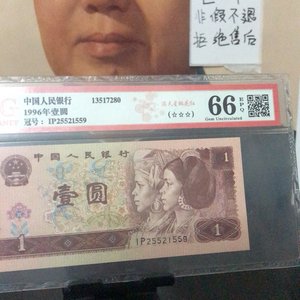 非假不退
拒绝售后
中国人民银行 13517280
1996年壹圆
冠号：IP25521559
(☆☆☆)
66 EPQ
Gem Uncirculated
中国人民银行
1
壹圆
IP25521559
1
1